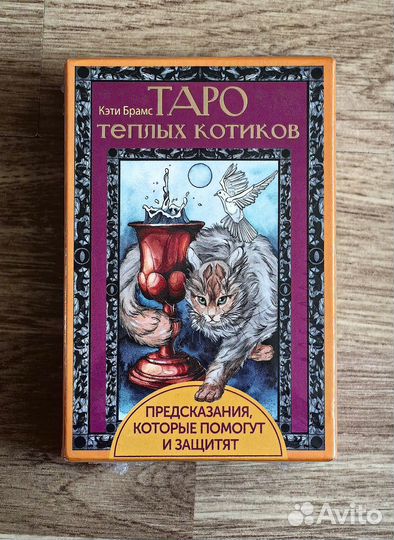 Кэти Брамс
ТАРО
ТЕПЛЫХ КОТИКОВ
ПРЕДСКАЗАНИЯ,
КОТОРЫЕ ПОМОГУТ
И ЗАЩИТЯТ
Avito